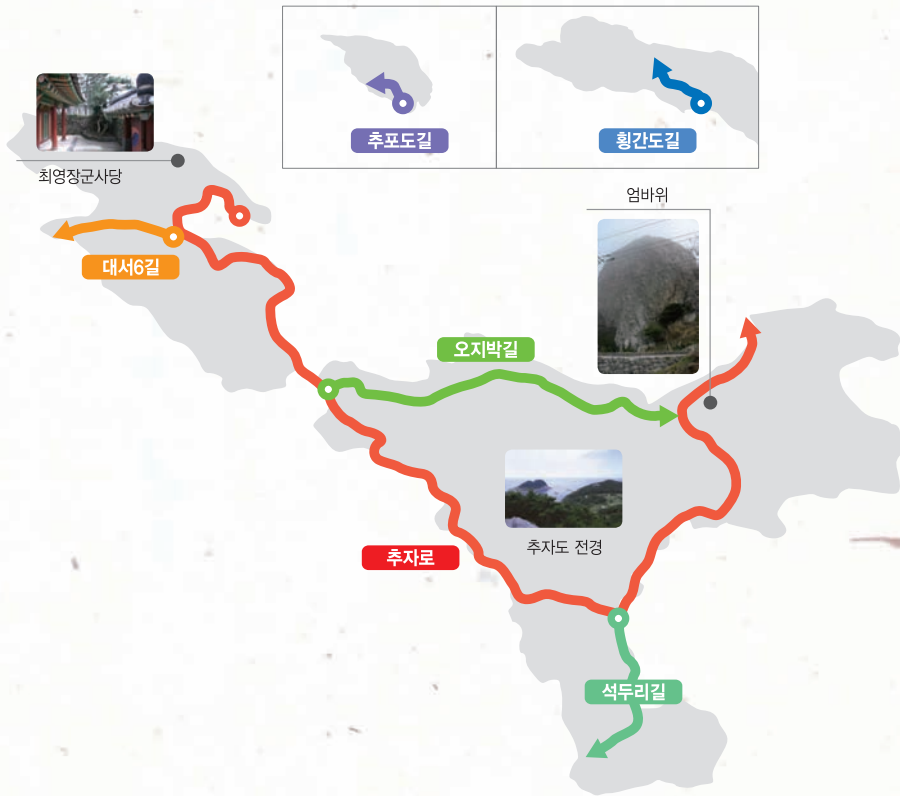 추포도길
횡간도길
최영장군사당
엄바위
대서6길
오지박길
추자도 전경
추자로
석두리길